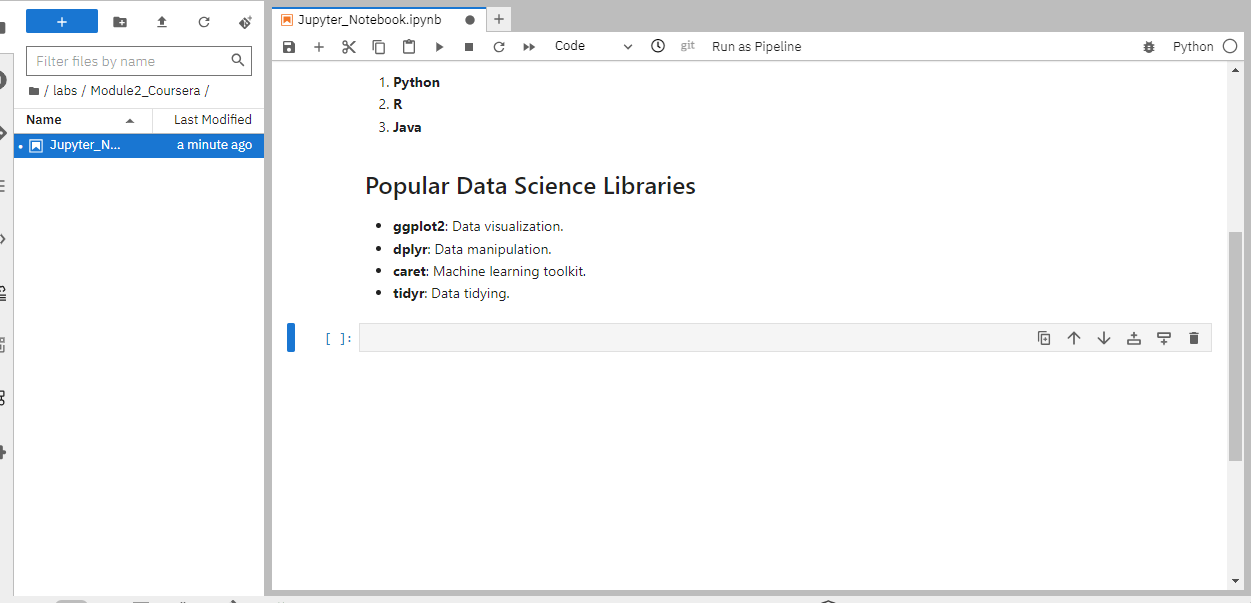 +
Filter files by name
/ labs / Module2_Coursera /
Name Last Modified
Jupyter_N... a minute ago
Jupyter_Notebook.ipynb
Code git Run as Pipeline Python
1. Python
2. R
3. Java
Popular Data Science Libraries
• ggplot2: Data visualization.
• dplyr: Data manipulation.
• caret: Machine learning toolkit.
• tidyr: Data tidying.
[ ]: